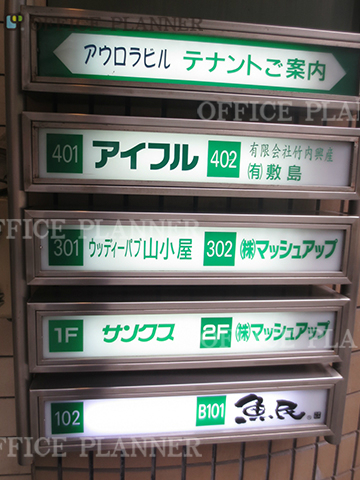 OFFICE PLANNER
アウロラビル テナントご案内
OFFICE PLANNER
401 アイフル 402 有限会社竹内興産
㈲敷島
OFFICE PLANNER
301 ウッディーパブ山小屋 302 ㈱マッシュアップ
OFFICE PLANNER
1F サンクス 2F ㈱マッシュアップ
102 B101 魚民
OFFICE PLANNER